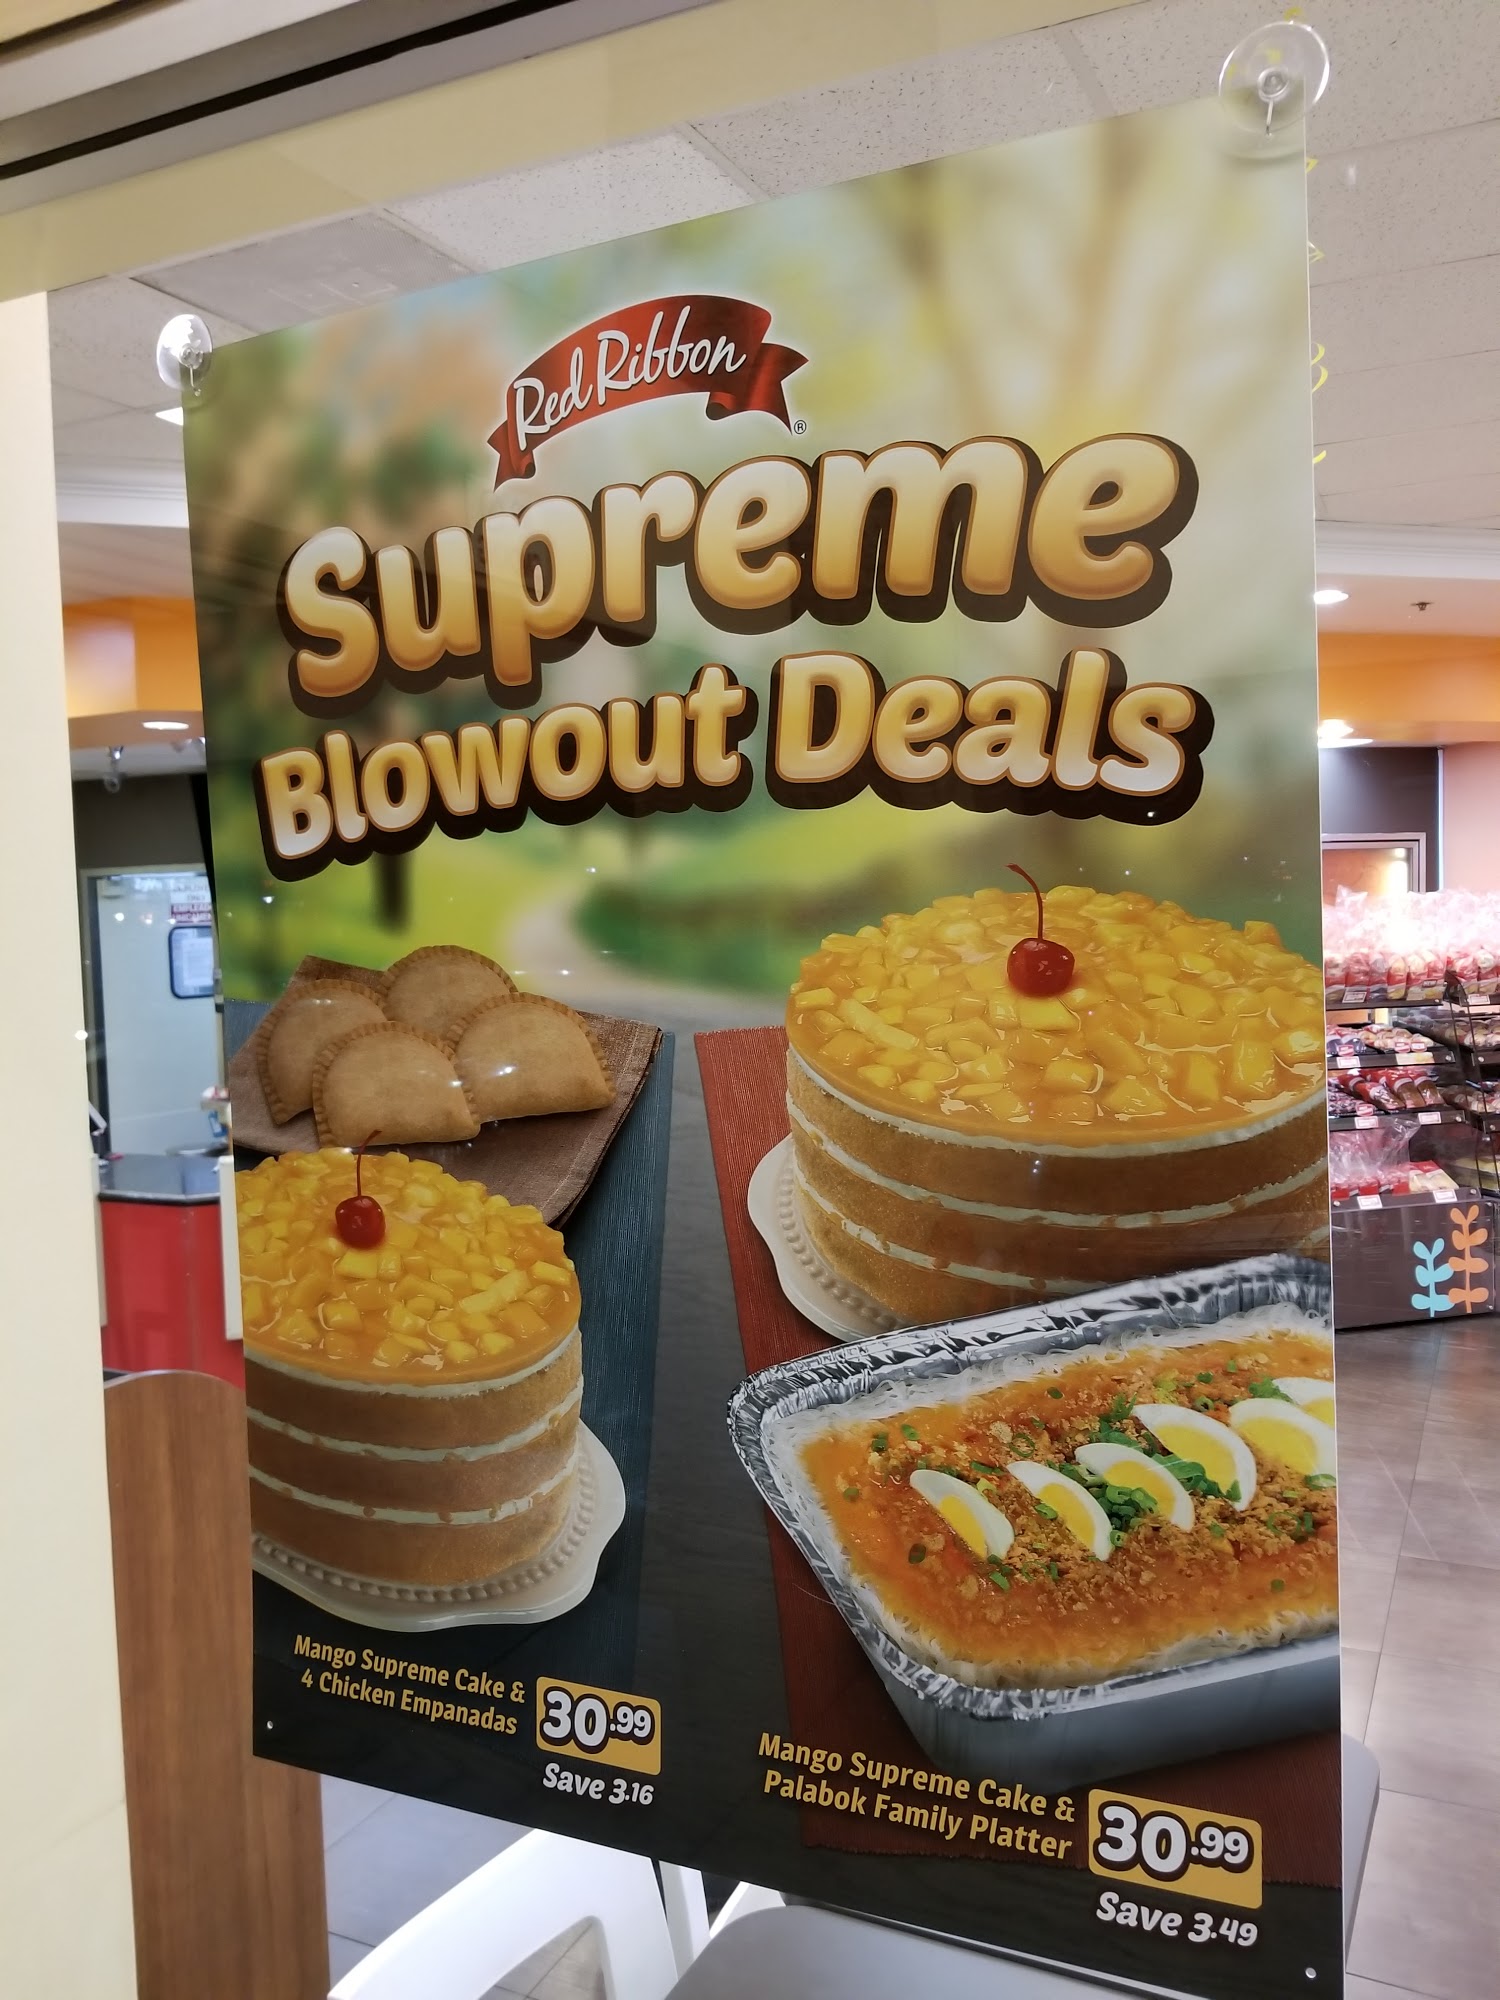 Red Ribbon®
Supreme
Blowout Deals
Mango Supreme Cake &
4 Chicken Empanadas
30.99
Save 3.16
Mango Supreme Cake &
Palabok Family Platter
30.99
Save 3.49